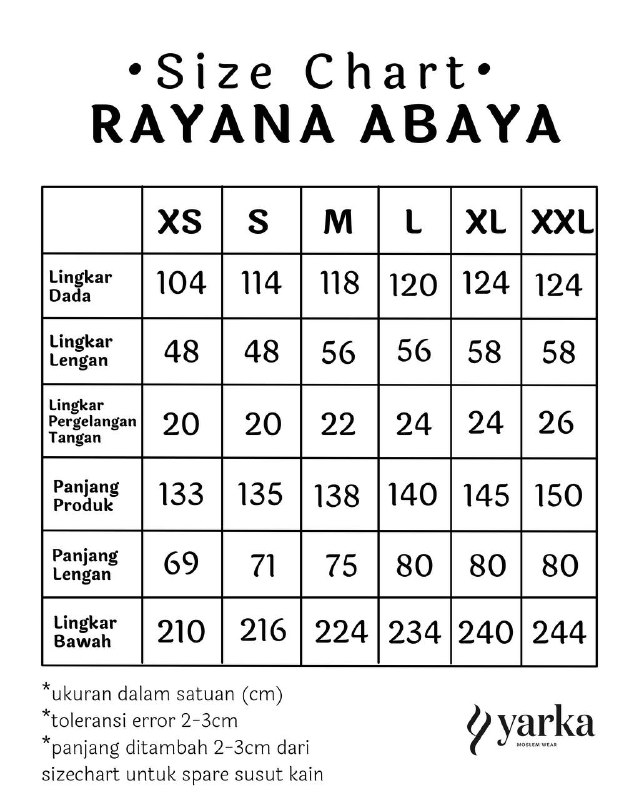 •Size Chart•
RAYANA ABAYA
XS S M L XL XXL
Lingkar Dada 104 114 118 120 124 124
Lingkar Lengan 48 48 56 56 58 58
Lingkar Pergelangan Tangan 20 20 22 24 24 26
Panjang Produk 133 135 138 140 145 150
Panjang Lengan 69 71 75 80 80 80
Lingkar Bawah 210 216 224 234 240 244
*ukuran dalam satuan (cm)
*toleransi error 2-3cm
*panjang ditambah 2-3cm dari
sizechart untuk spare susut kain
yarka
MOSLEM WEAR